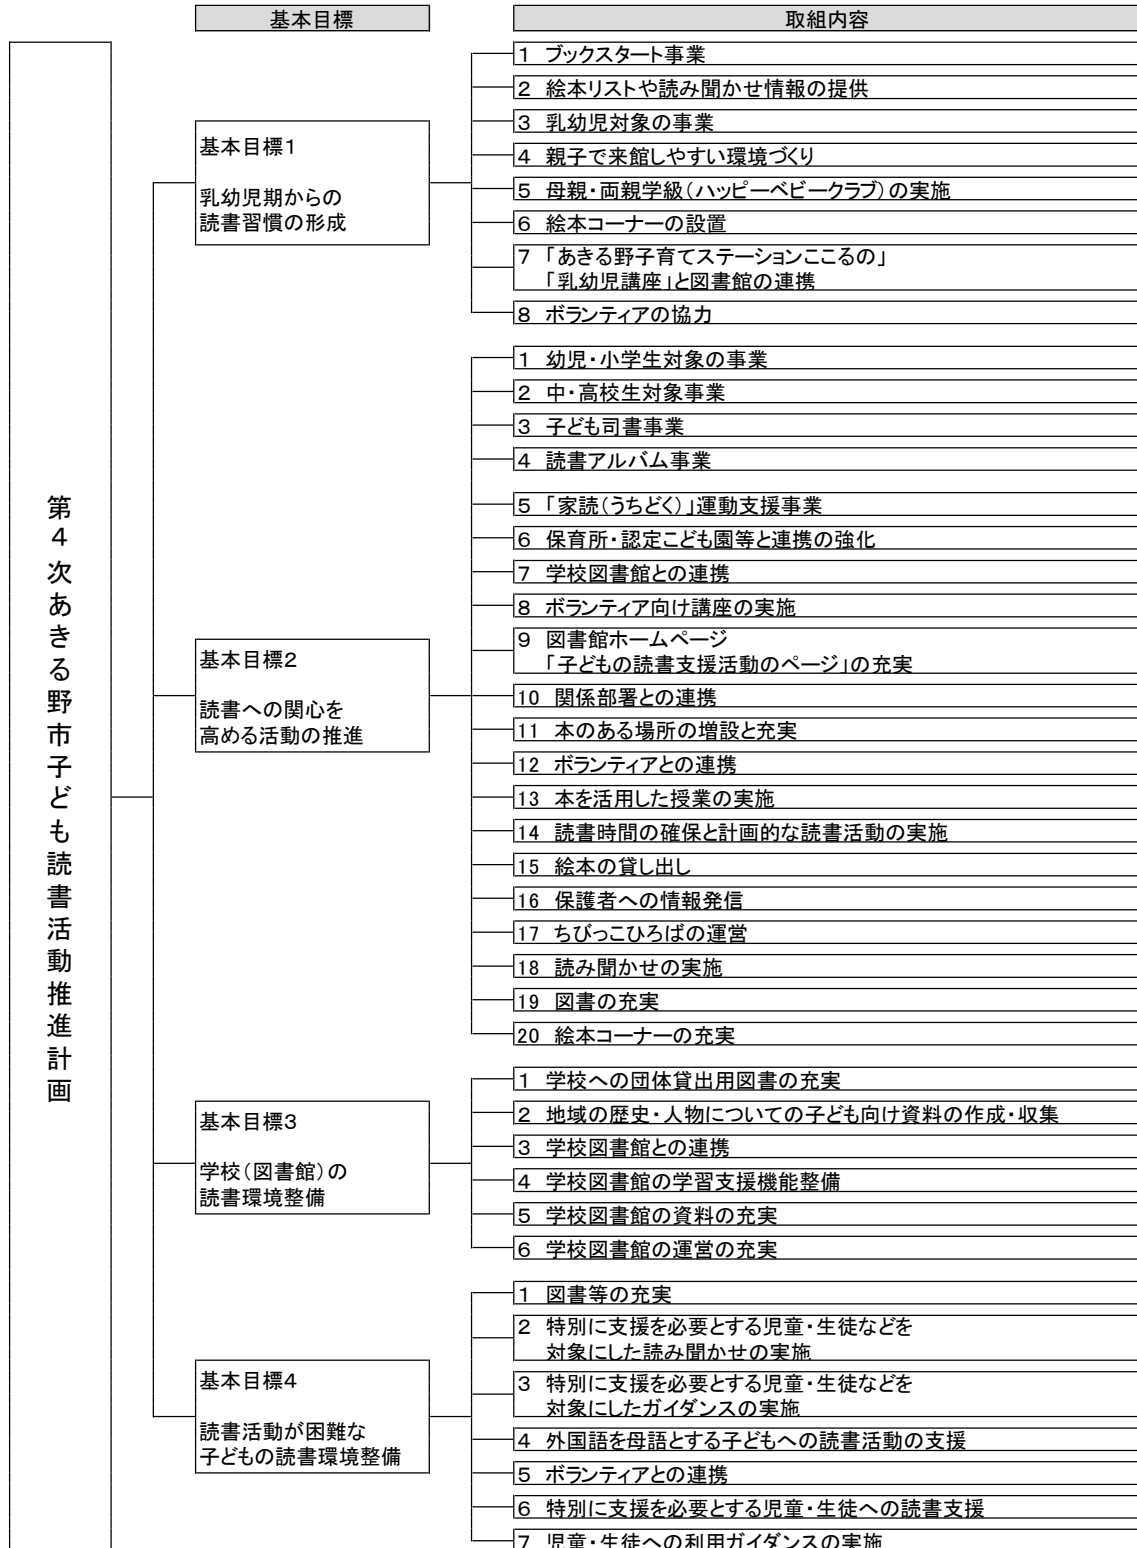 基本目標
取組内容
第4次あきる野市子ども読書活動推進計画
基本目標1
乳幼児期からの
読書習慣の形成
1 ブックスタート事業
2 絵本リストや読み聞かせ情報の提供
3 乳幼児対象の事業
4 親子で来館しやすい環境づくり
5 母親・両親学級(ハッピーベビークラブ)の実施
6 絵本コーナーの設置
7 「あきる野子育てステーションここるの」
「乳幼児講座」と図書館の連携
8 ボランティアの協力
基本目標2
読書への関心を
高める活動の推進
1 幼児・小学生対象の事業
2 中・高校生対象事業
3 子ども司書事業
4 読書アルバム事業
5 「家読(うちどく)」運動支援事業
6 保育所・認定こども園等と連携の強化
7 学校図書館との連携
8 ボランティア向け講座の実施
9 図書館ホームページ
「子どもの読書支援活動のページ」の充実
10 関係部署との連携
11 本のある場所の増設と充実
12 ボランティアとの連携
13 本を活用した授業の実施
14 読書時間の確保と計画的な読書活動の実施
15 絵本の貸し出し
16 保護者への情報発信
17 ちびっこひろばの運営
18 読み聞かせの実施
19 図書の充実
20 絵本コーナーの充実
基本目標3
学校(図書館)の
読書環境整備
1 学校への団体貸出用図書の充実
2 地域の歴史・人物についての子ども向け資料の作成・収集
3 学校図書館との連携
4 学校図書館の学習支援機能整備
5 学校図書館の資料の充実
6 学校図書館の運営の充実
基本目標4
読書活動が困難な
子どもの読書環境整備
1 図書等の充実
2 特別に支援を必要とする児童・生徒などを
対象にした読み聞かせの実施
3 特別に支援を必要とする児童・生徒などを
対象にしたガイダンスの実施
4 外国語を母語とする子どもへの読書活動の支援
5 ボランティアとの連携
6 特別に支援を必要とする児童・生徒への読書支援
7 児童・生徒への利用ガイダンスの実施